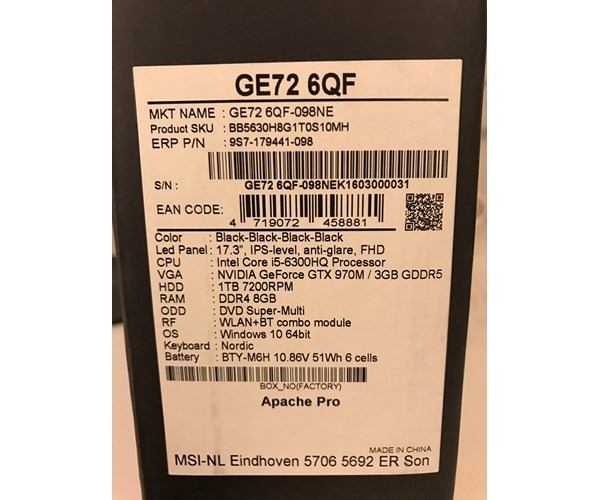 GE72 6QF
MKT NAME : GE72 6QF-098NE
Product SKU : BB5630H8G1T0S10MH
ERP P/N : 9S7-179441-098
S/N : GE72 6QF-098NEK1603000031
EAN CODE: 4 719072 458881
Color : Black-Black-Black-Black
Led Panel : 17.3", IPS-level, anti-glare, FHD
CPU : Intel Core i5-6300HQ Processor
VGA : NVIDIA GeForce GTX 970M / 3GB GDDR5
HDD : 1TB 7200RPM
RAM : DDR4 8GB
ODD : DVD Super-Multi
RF : WLAN+BT combo module
OS : Windows 10 64bit
Keyboard : Nordic
Battery : BTY-M6H 10.86V 51Wh 6 cells
BOX_NO(FACTORY)
Apache Pro
MADE IN CHINA
MSI-NL Eindhoven 5706 5692 ER Son